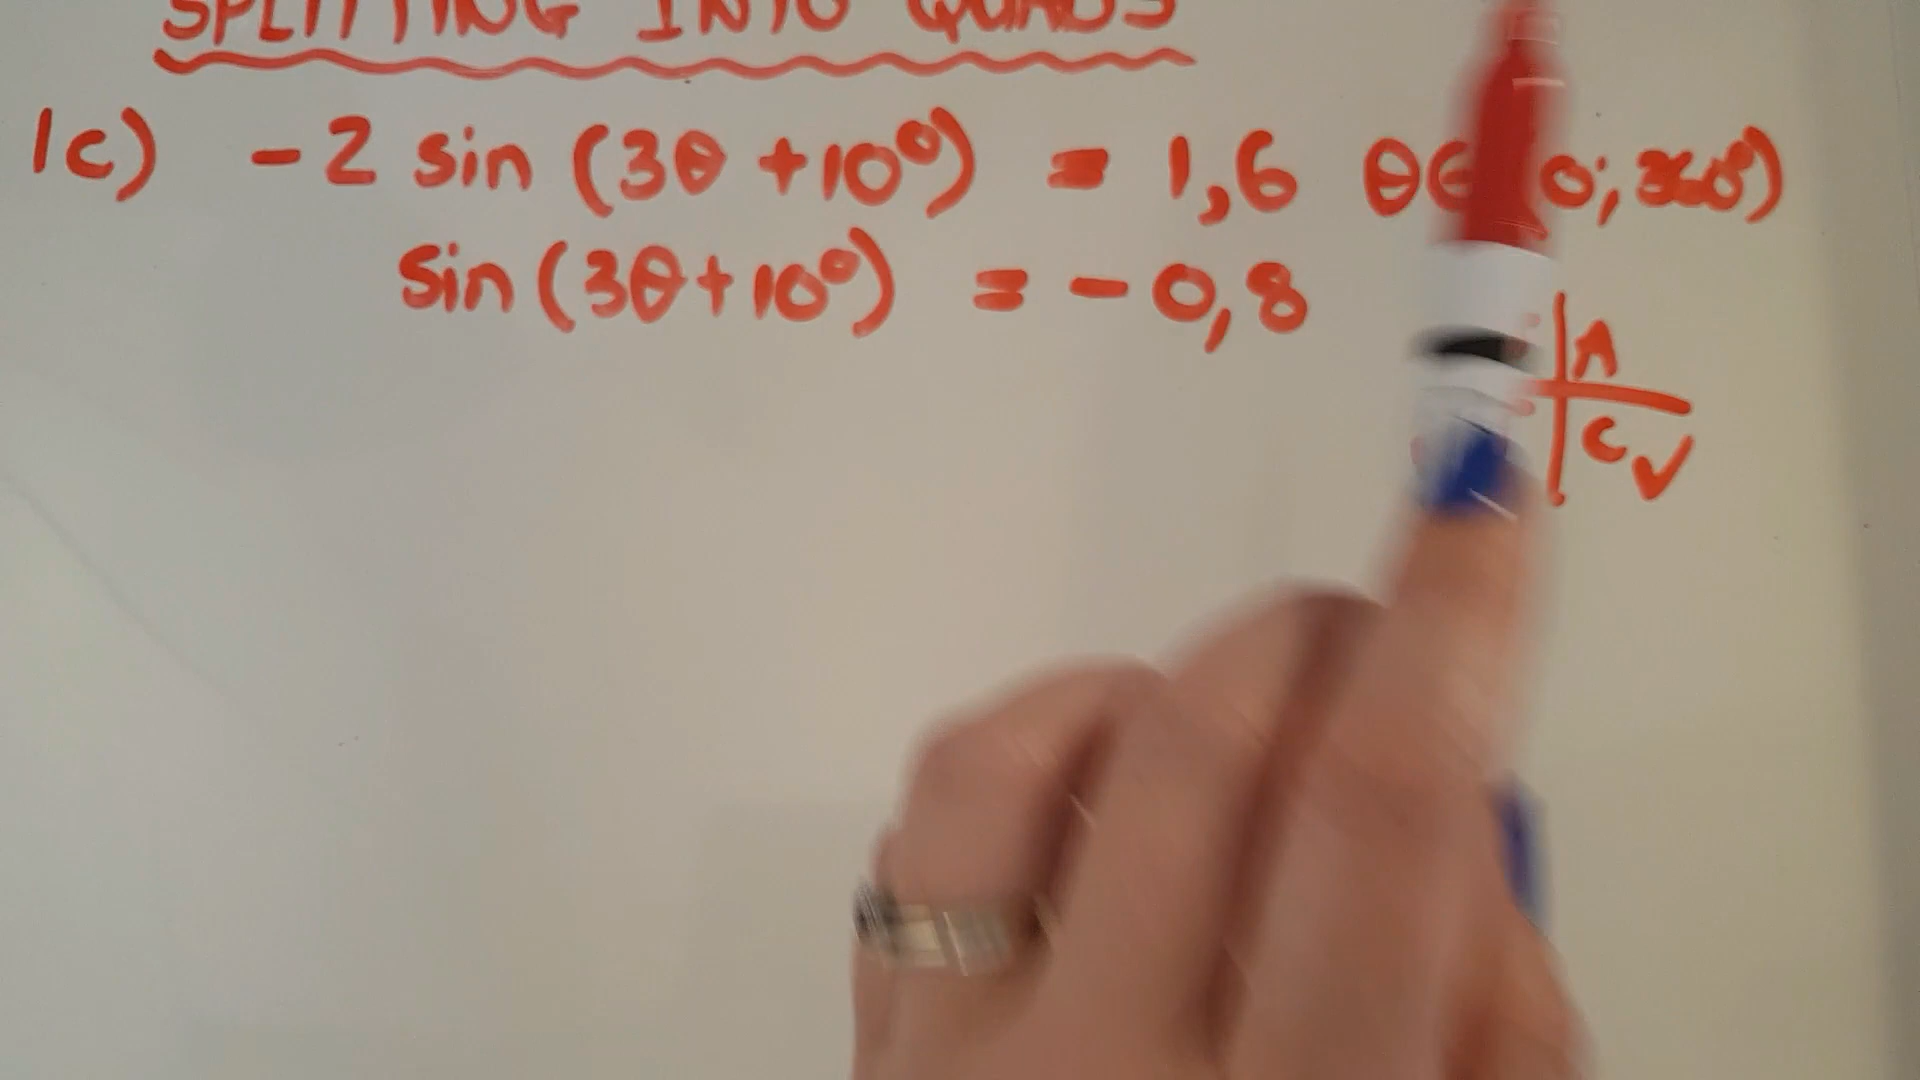 SPLITTING INTO QUADS
1c) -2 sin (3θ +10°) = 1,6 θ∈ 0°; 360°)
sin (3θ+10°) = -0,8
A
C✓